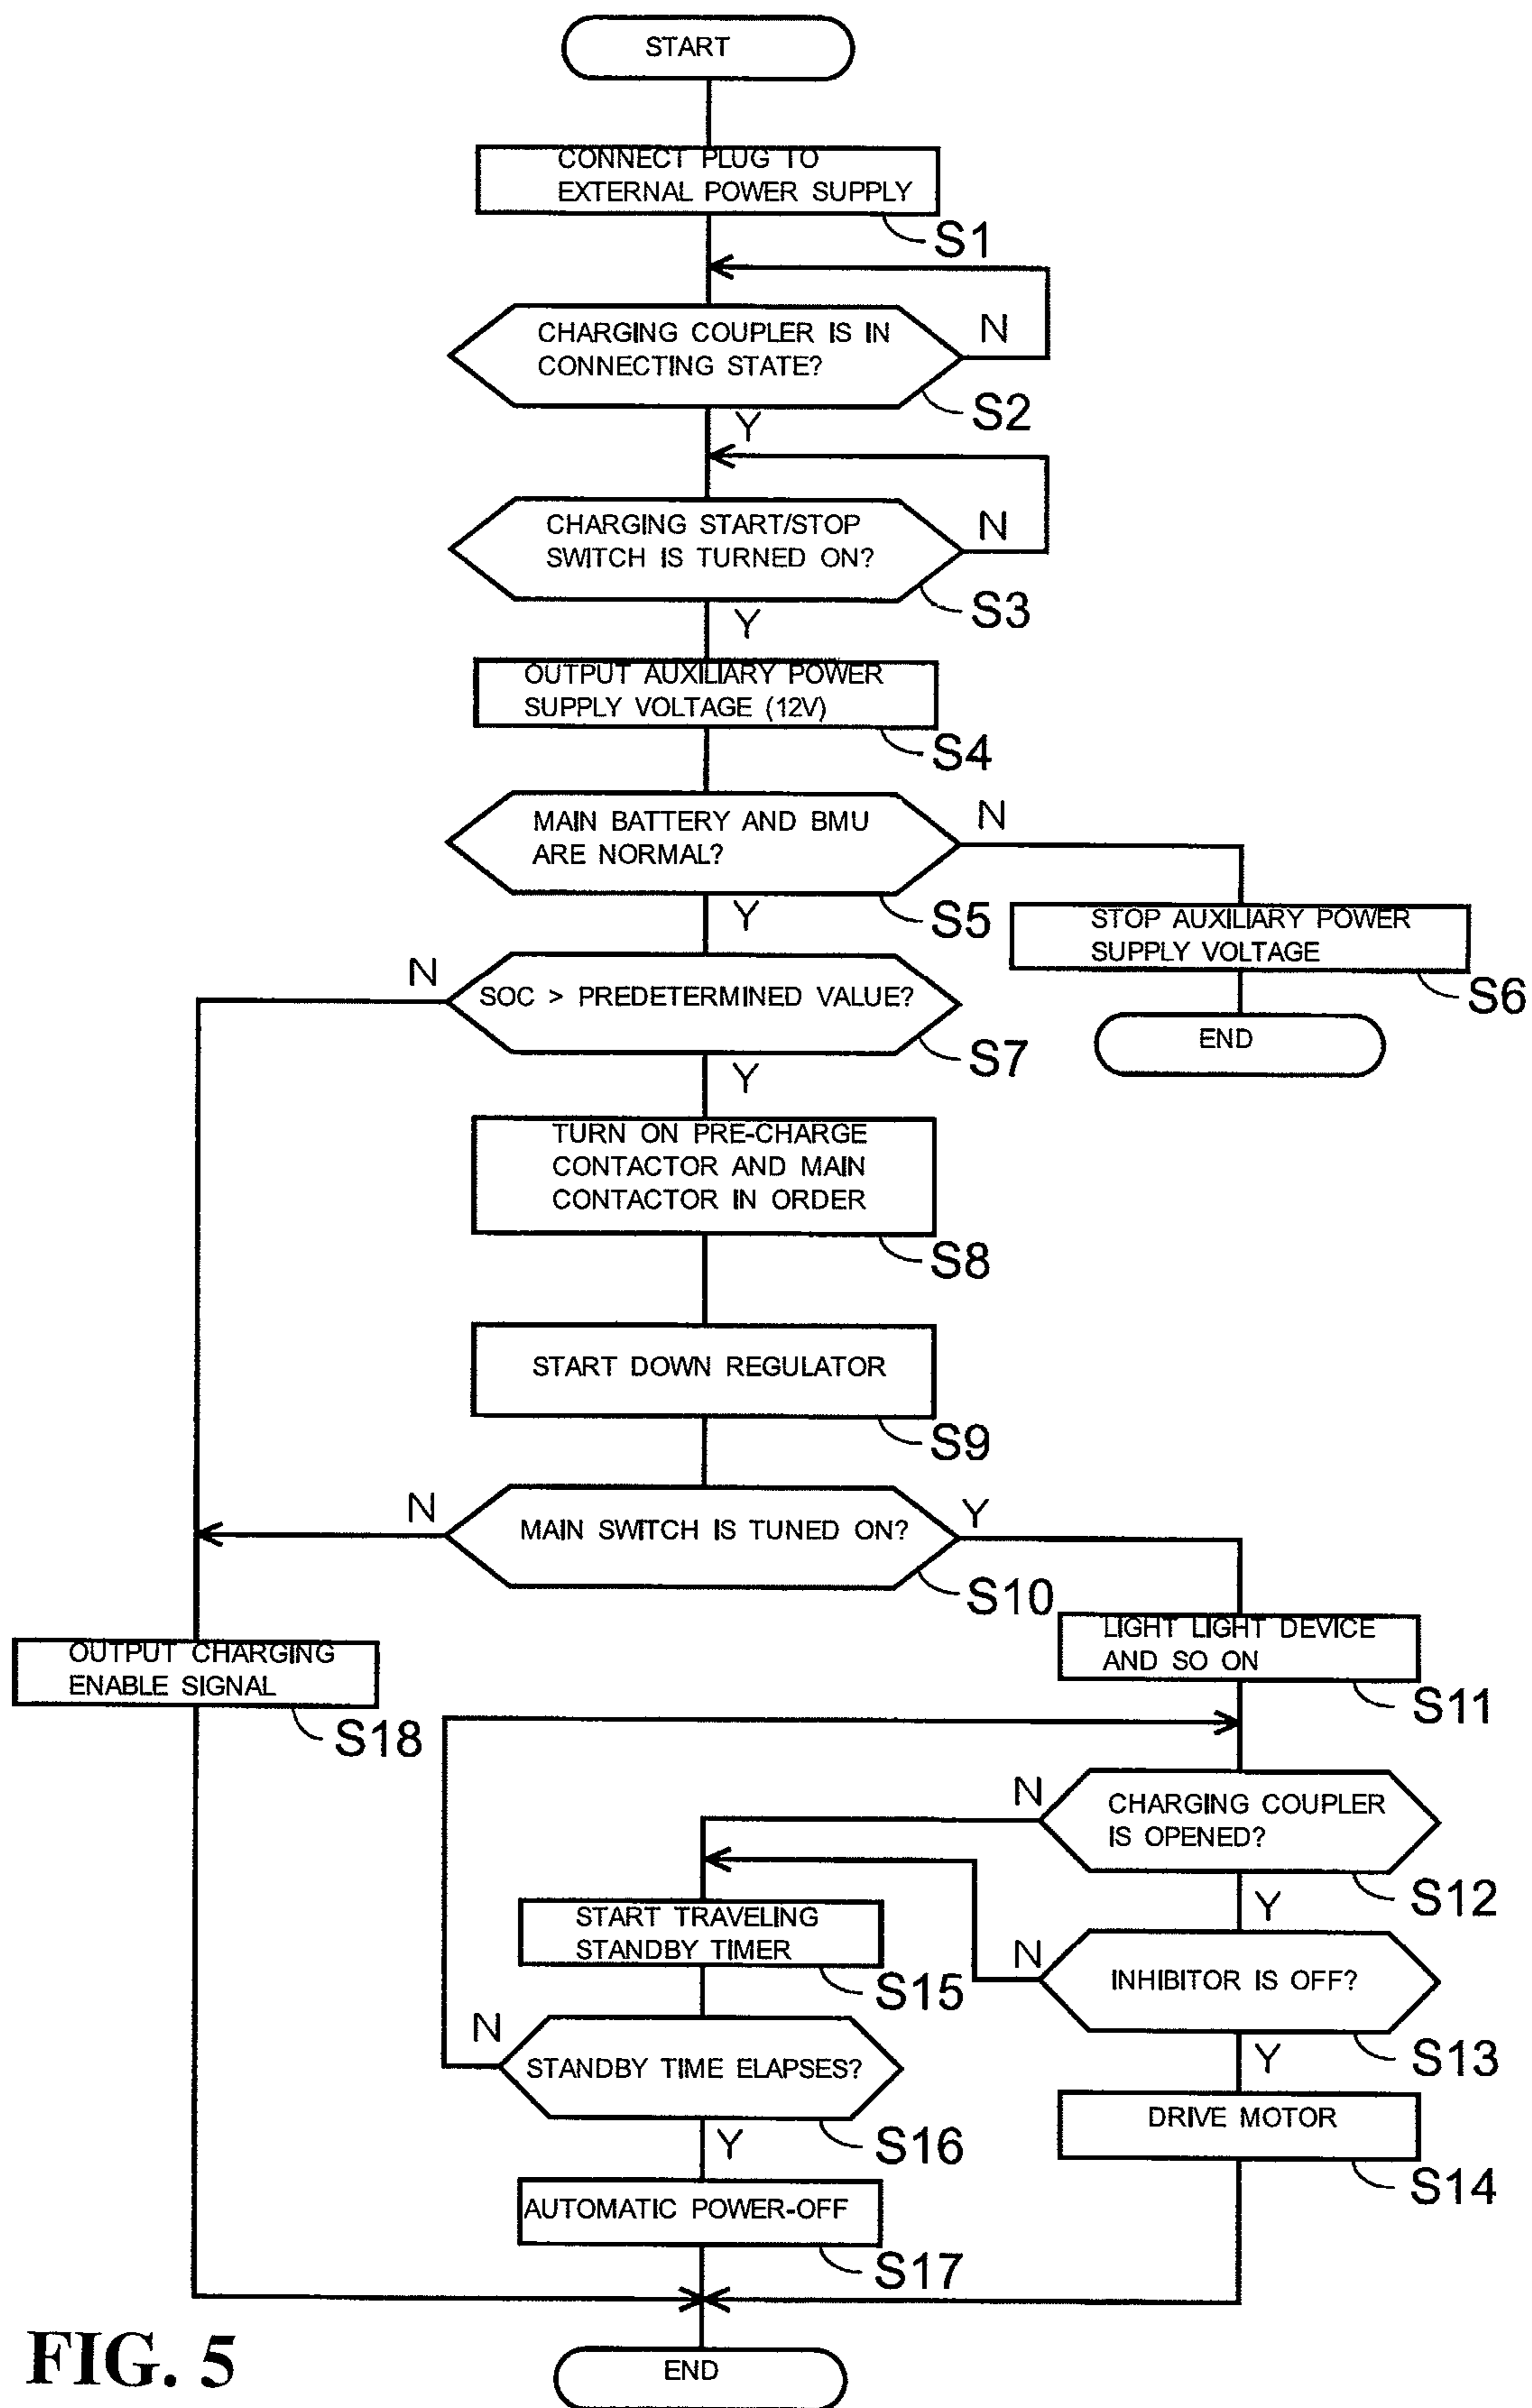 START
CONNECT PLUG TO
EXTERNAL POWER SUPPLY
S1
CHARGING COUPLER IS IN
CONNECTING STATE?
N
S2
Y
CHARGING START/STOP
SWITCH IS TURNED ON?
N
S3
Y
OUTPUT AUXILIARY POWER
SUPPLY VOLTAGE (12V)
S4
MAIN BATTERY AND BMU
ARE NORMAL?
N
S5
Y
STOP AUXILIARY POWER
SUPPLY VOLTAGE
S6
END
N
SOC > PREDETERMINED VALUE?
S7
Y
TURN ON PRE-CHARGE
CONTACTOR AND MAIN
CONTACTOR IN ORDER
S8
START DOWN REGULATOR
S9
N
MAIN SWITCH IS TUNED ON?
Y
S10
LIGHT LIGHT DEVICE
AND SO ON
S11
OUTPUT CHARGING
ENABLE SIGNAL
S18
N
CHARGING COUPLER
IS OPENED?
S12
Y
START TRAVELING
STANDBY TIMER
S15
N
INHIBITOR IS OFF?
S13
Y
N
STANDBY TIME ELAPSES?
S16
Y
DRIVE MOTOR
S14
AUTOMATIC POWER-OFF
S17
END
FIG. 5